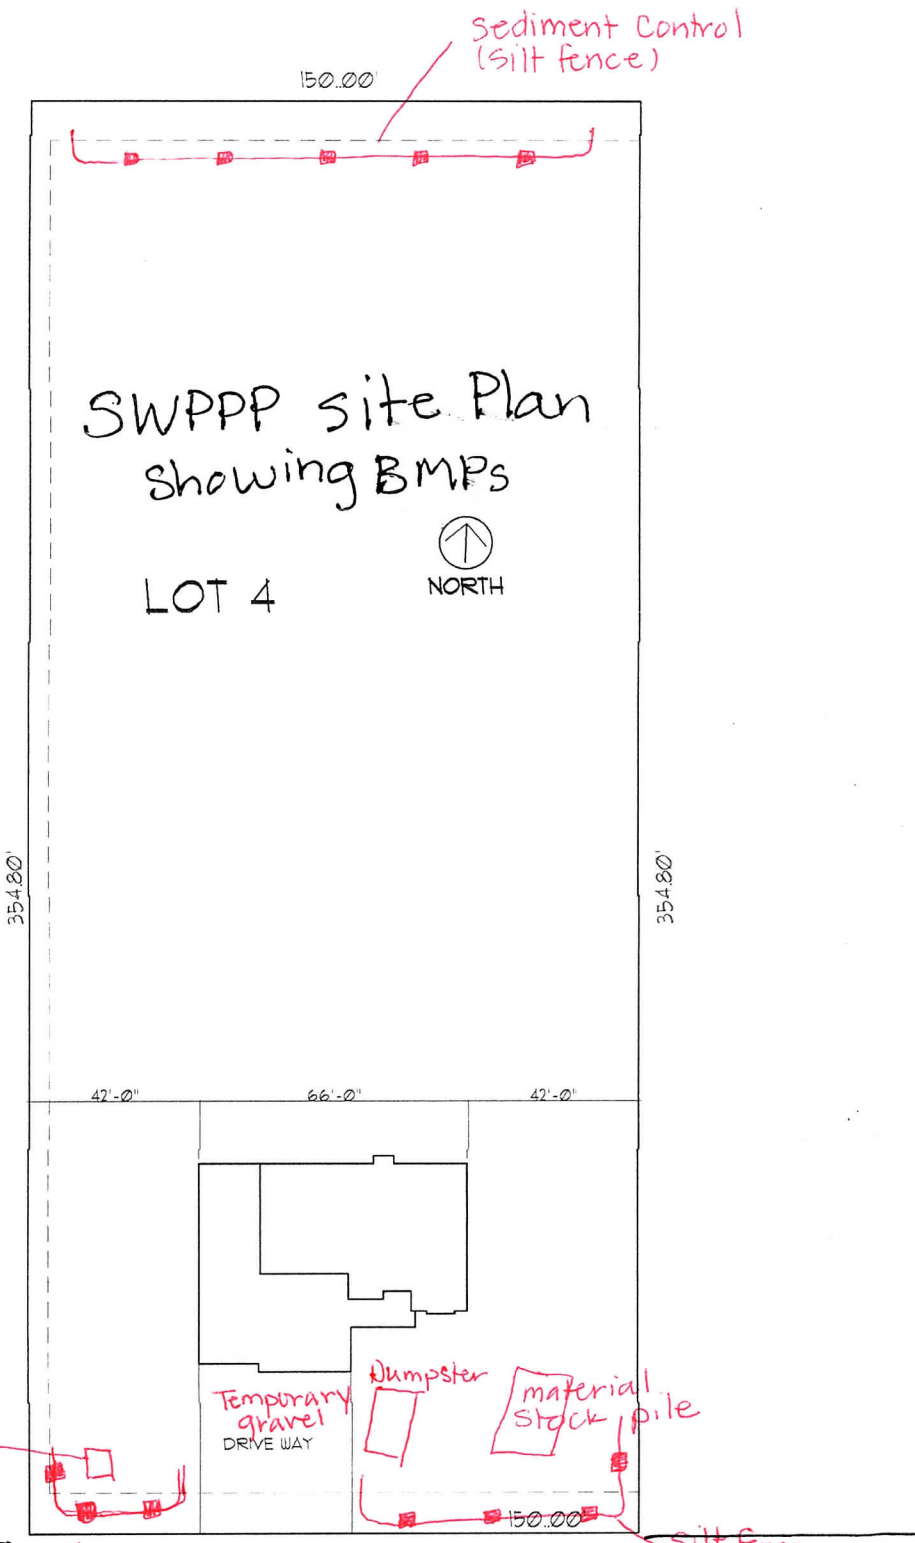 Sediment Control
(silt fence)
150.00'
SWPPP site Plan
showing BMPs
NORTH
LOT 4
354.80'
354.80'
42'-0"
66'-0"
42'-0"
Dumpster
material
stock pile
Temporary
gravel
DRIVE WAY
150.00'
silt